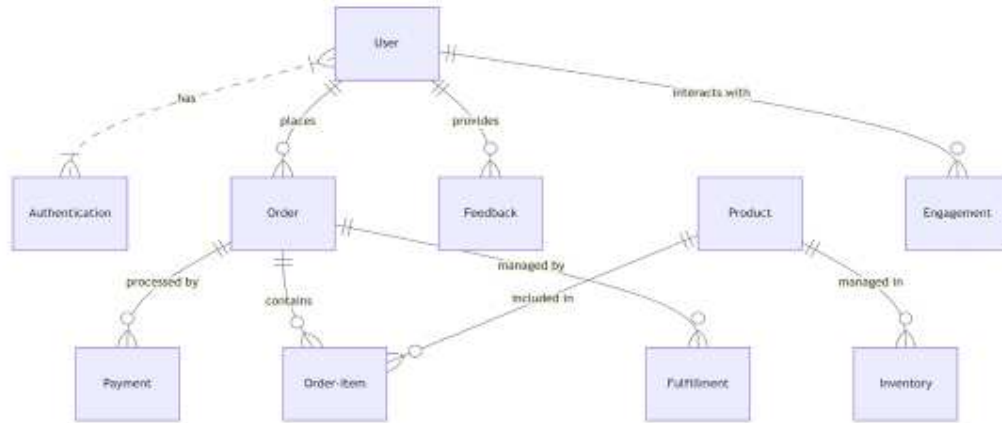 User
has
places
provides
interacts with
Authentication
Order
Feedback
Product
Engagement
processed by
contains
managed by
included in
managed in
Payment
Order-Item
Fulfillment
Inventory